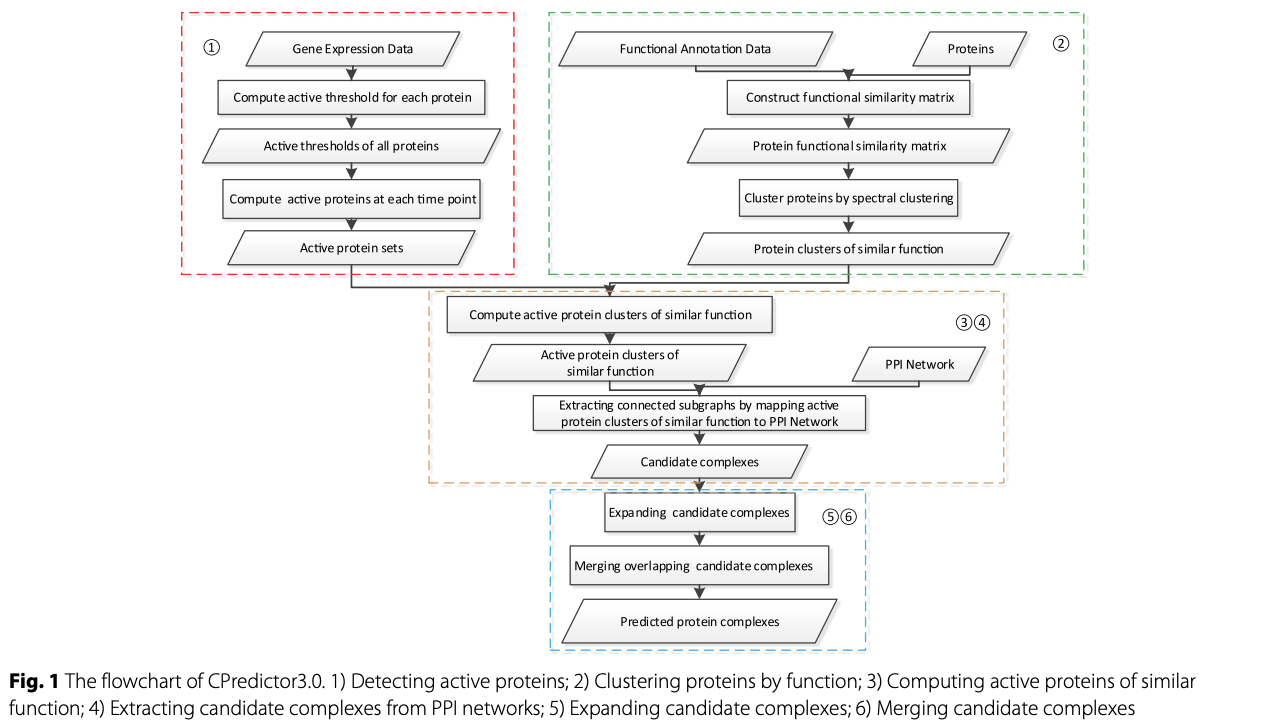 ①
Gene Expression Data
Compute active threshold for each protein
Active thresholds of all proteins
Compute active proteins at each time point
Active protein sets
②
Functional Annotation Data
Proteins
Construct functional similarity matrix
Protein functional similarity matrix
Cluster proteins by spectral clustering
Protein clusters of similar function
③④
Compute active protein clusters of similar function
Active protein clusters of
similar function
PPI Network
Extracting connected subgraphs by mapping active
protein clusters of similar function to PPI Network
Candidate complexes
⑤⑥
Expanding candidate complexes
Merging overlapping candidate complexes
Predicted protein complexes
Fig. 1 The flowchart of CPredictor3.0. 1) Detecting active proteins; 2) Clustering proteins by function; 3) Computing active proteins of similar
function; 4) Extracting candidate complexes from PPI networks; 5) Expanding candidate complexes; 6) Merging candidate complexes